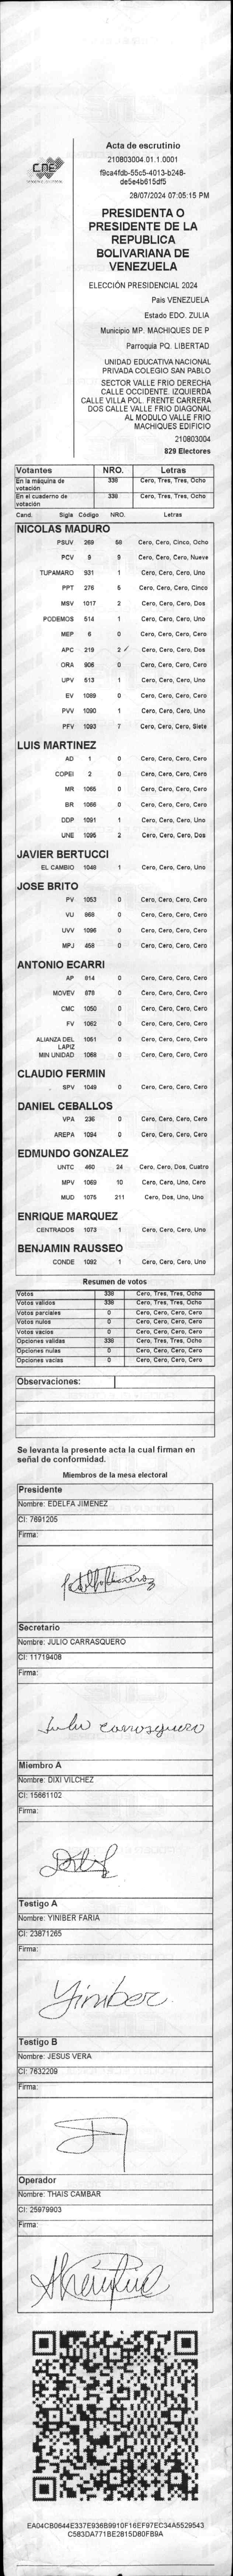 CNE
Acta de escrutinio
210803004.01.1.0001
f9ca4fdb-55c5-4013-b248-
de5e4b615df5
28/07/2024 07:05:15 PM
PRESIDENTA O
PRESIDENTE DE LA
REPUBLICA
BOLIVARIANA DE
VENEZUELA
ELECCIÓN PRESIDENCIAL 2024
País VENEZUELA
Estado EDO. ZULIA
Municipio MP. MACHIQUES DE P
Parroquia PQ. LIBERTAD
UNIDAD EDUCATIVA NACIONAL
PRIVADA COLEGIO SAN PABLO
SECTOR VALLE FRIO DERECHA
CALLE OCCIDENTE. IZQUIERDA
CALLE VILLA POL. FRENTE CARRERA
DOS CALLE VALLE FRIO DIAGONAL
AL MODULO VALLE FRIO
MACHIQUES EDIFICIO
210803004
829 Electores
Votantes NRO. Letras
En la máquina de votación 338 Cero, Tres, Tres, Ocho
En el cuaderno de votación 338 Cero, Tres, Tres, Ocho
Cand. Sigla Código NRO. Letras
NICOLAS MADURO
PSUV 269 58 Cero, Cero, Cinco, Ocho
PCV 9 9 Cero, Cero, Cero, Nueve
TUPAMARO 931 1 Cero, Cero, Cero, Uno
PPT 276 5 Cero, Cero, Cero, Cinco
MSV 1017 2 Cero, Cero, Cero, Dos
PODEMOS 514 1 Cero, Cero, Cero, Uno
MEP 6 0 Cero, Cero, Cero, Cero
APC 219 2 Cero, Cero, Cero, Dos
ORA 906 0 Cero, Cero, Cero, Cero
UPV 513 1 Cero, Cero, Cero, Uno
EV 1089 0 Cero, Cero, Cero, Cero
PVV 1090 1 Cero, Cero, Cero, Uno
PFV 1093 7 Cero, Cero, Cero, Siete
LUIS MARTINEZ
AD 1 0 Cero, Cero, Cero, Cero
COPEI 2 0 Cero, Cero, Cero, Cero
MR 1065 0 Cero, Cero, Cero, Cero
BR 1066 0 Cero, Cero, Cero, Cero
DDP 1091 1 Cero, Cero, Cero, Uno
UNE 1095 2 Cero, Cero, Cero, Dos
JAVIER BERTUCCI
EL CAMBIO 1046 1 Cero, Cero, Cero, Uno
JOSE BRITO
PV 1053 0 Cero, Cero, Cero, Cero
VU 868 0 Cero, Cero, Cero, Cero
UVV 1096 0 Cero, Cero, Cero, Cero
MPJ 458 0 Cero, Cero, Cero, Cero
ANTONIO ECARRI
AP 814 0 Cero, Cero, Cero, Cero
MOVEV 878 0 Cero, Cero, Cero, Cero
CMC 1050 0 Cero, Cero, Cero, Cero
FV 1062 0 Cero, Cero, Cero, Cero
ALIANZA DEL LAPIZ 1051 0 Cero, Cero, Cero, Cero
MIN UNIDAD 1068 0 Cero, Cero, Cero, Cero
CLAUDIO FERMIN
SPV 1049 0 Cero, Cero, Cero, Cero
DANIEL CEBALLOS
VPA 236 0 Cero, Cero, Cero, Cero
AREPA 1094 0 Cero, Cero, Cero, Cero
EDMUNDO GONZALEZ
UNTC 460 24 Cero, Cero, Dos, Cuatro
MPV 1069 10 Cero, Cero, Uno, Cero
MUD 1076 211 Cero, Dos, Uno, Uno
ENRIQUE MARQUEZ
CENTRADOS 1073 1 Cero, Cero, Cero, Uno
BENJAMIN RAUSSEO
CONDE 1092 1 Cero, Cero, Cero, Uno
Resumen de votos
Votos 338 Cero, Tres, Tres, Ocho
Votos validos 338 Cero, Tres, Tres, Ocho
Votos parciales 0 Cero, Cero, Cero, Cero
Votos nulos 0 Cero, Cero, Cero, Cero
Votos vacios 0 Cero, Cero, Cero, Cero
Opciones validas 338 Cero, Tres, Tres, Ocho
Opciones nulas 0 Cero, Cero, Cero, Cero
Opciones vacias 0 Cero, Cero, Cero, Cero
Observaciones:
Se levanta la presente acta la cual firman en
señal de conformidad.
Miembros de la mesa electoral
Presidente
Nombre: EDELFA JIMENEZ
CI: 7691205
Firma:
Secretario
Nombre: JULIO CARRASQUERO
CI: 11719408
Firma:
Julio Carrasquero
Miembro A
Nombre: DIXI VILCHEZ
CI: 15661102
Firma:
Testigo A
Nombre: YINIBER FARIA
CI: 23871265
Firma:
Yiniber
Testigo B
Nombre: JESUS VERA
CI: 7632209
Firma:
Operador
Nombre: THAIS CAMBAR
CI: 25979903
Firma:
EA04CB0644E337E936B9910F16EF97EC34A5529543
C583DA771BE2815D80FB9A